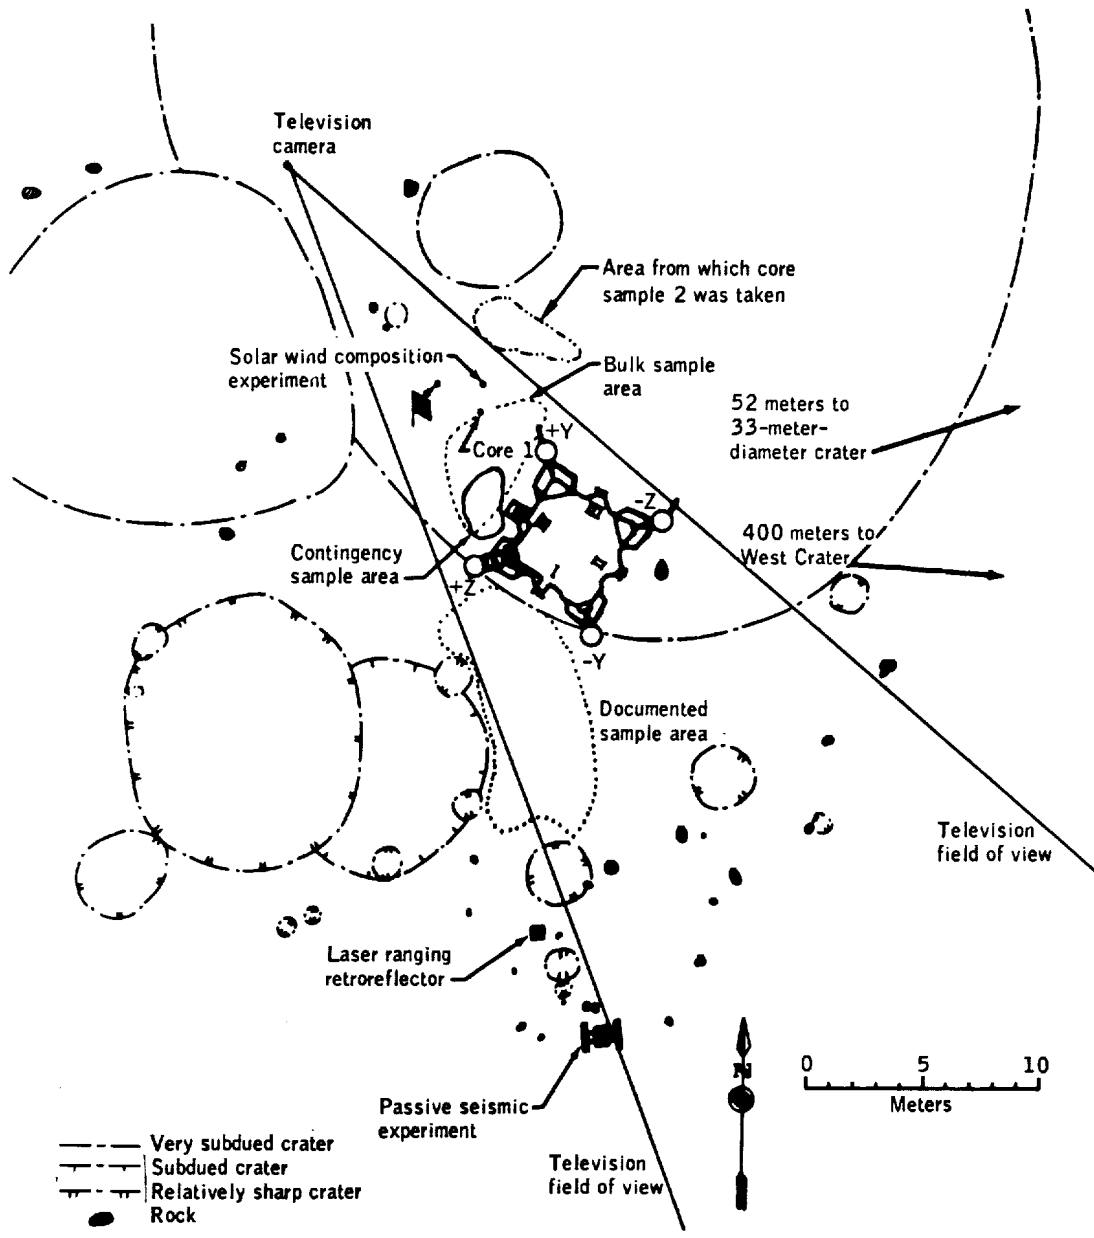 Television
camera
Area from which core
sample 2 was taken
Solar wind composition
experiment
Bulk sample
area
52 meters to
33-meter-
diameter crater
+Y
Core 1
-Z
400 meters to
West Crater
Contingency
sample area
+Z
-Y
Documented
sample area
Television
field of view
Laser ranging
retroreflector
N
0 5 10
Meters
Passive seismic
experiment
Television
field of view
Very subdued crater
Subdued crater
Relatively sharp crater
Rock